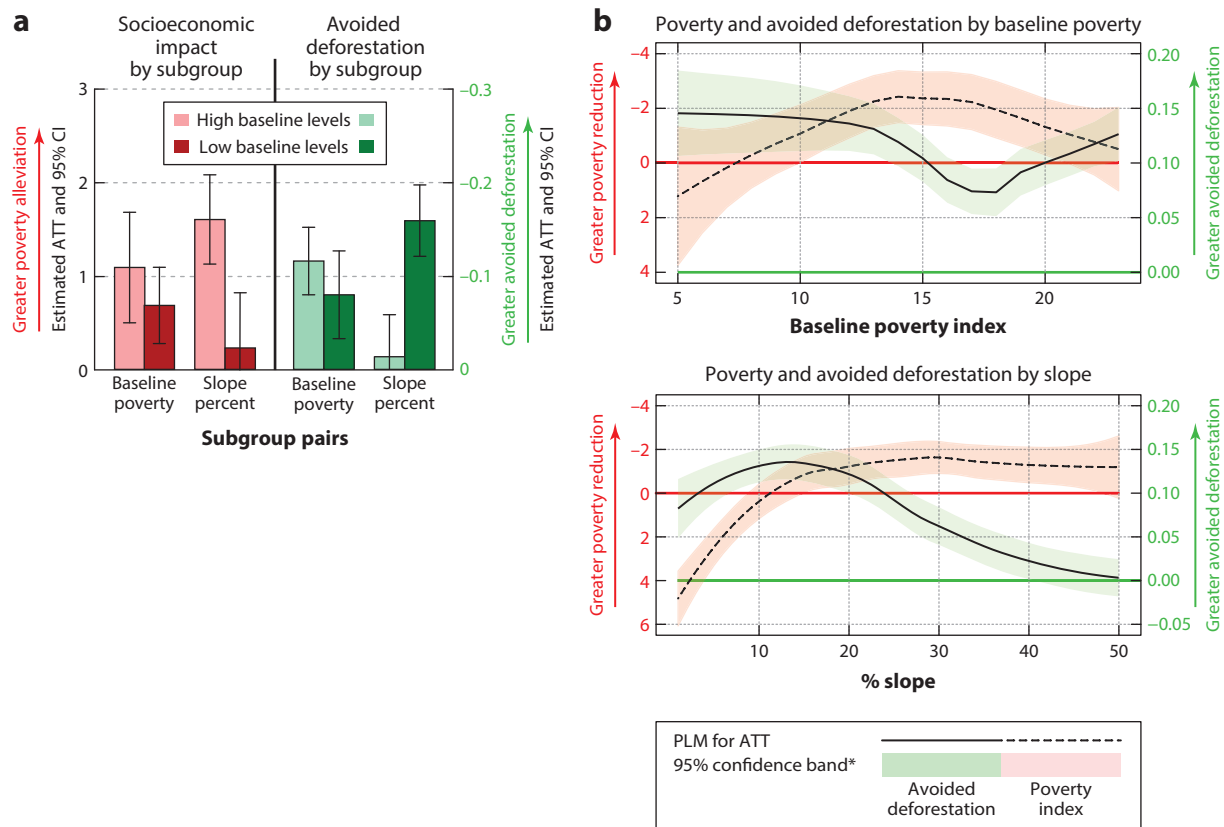 a
Socioeconomic
impact
by subgroup
Avoided
deforestation
by subgroup
Greater poverty alleviation
Estimated ATT and 95% CI
3
2
1
0
High baseline levels
Low baseline levels
−0.3
−0.2
−0.1
0
Greater avoided deforestation
Estimated ATT and 95% CI
Baseline
poverty
Slope
percent
Baseline
poverty
Slope
percent
Subgroup pairs
b
Poverty and avoided deforestation by baseline poverty
Greater poverty reduction
−4
−2
0
2
4
0.20
0.15
0.10
0.05
0.00
Greater avoided deforestation
5
10
15
20
Baseline poverty index
Poverty and avoided deforestation by slope
Greater poverty reduction
−4
−2
0
2
4
6
0.20
0.15
0.10
0.05
0.00
−0.05
Greater avoided deforestation
10
20
30
40
50
% slope
PLM for ATT
95% confidence band*
Avoided
deforestation
Poverty
index